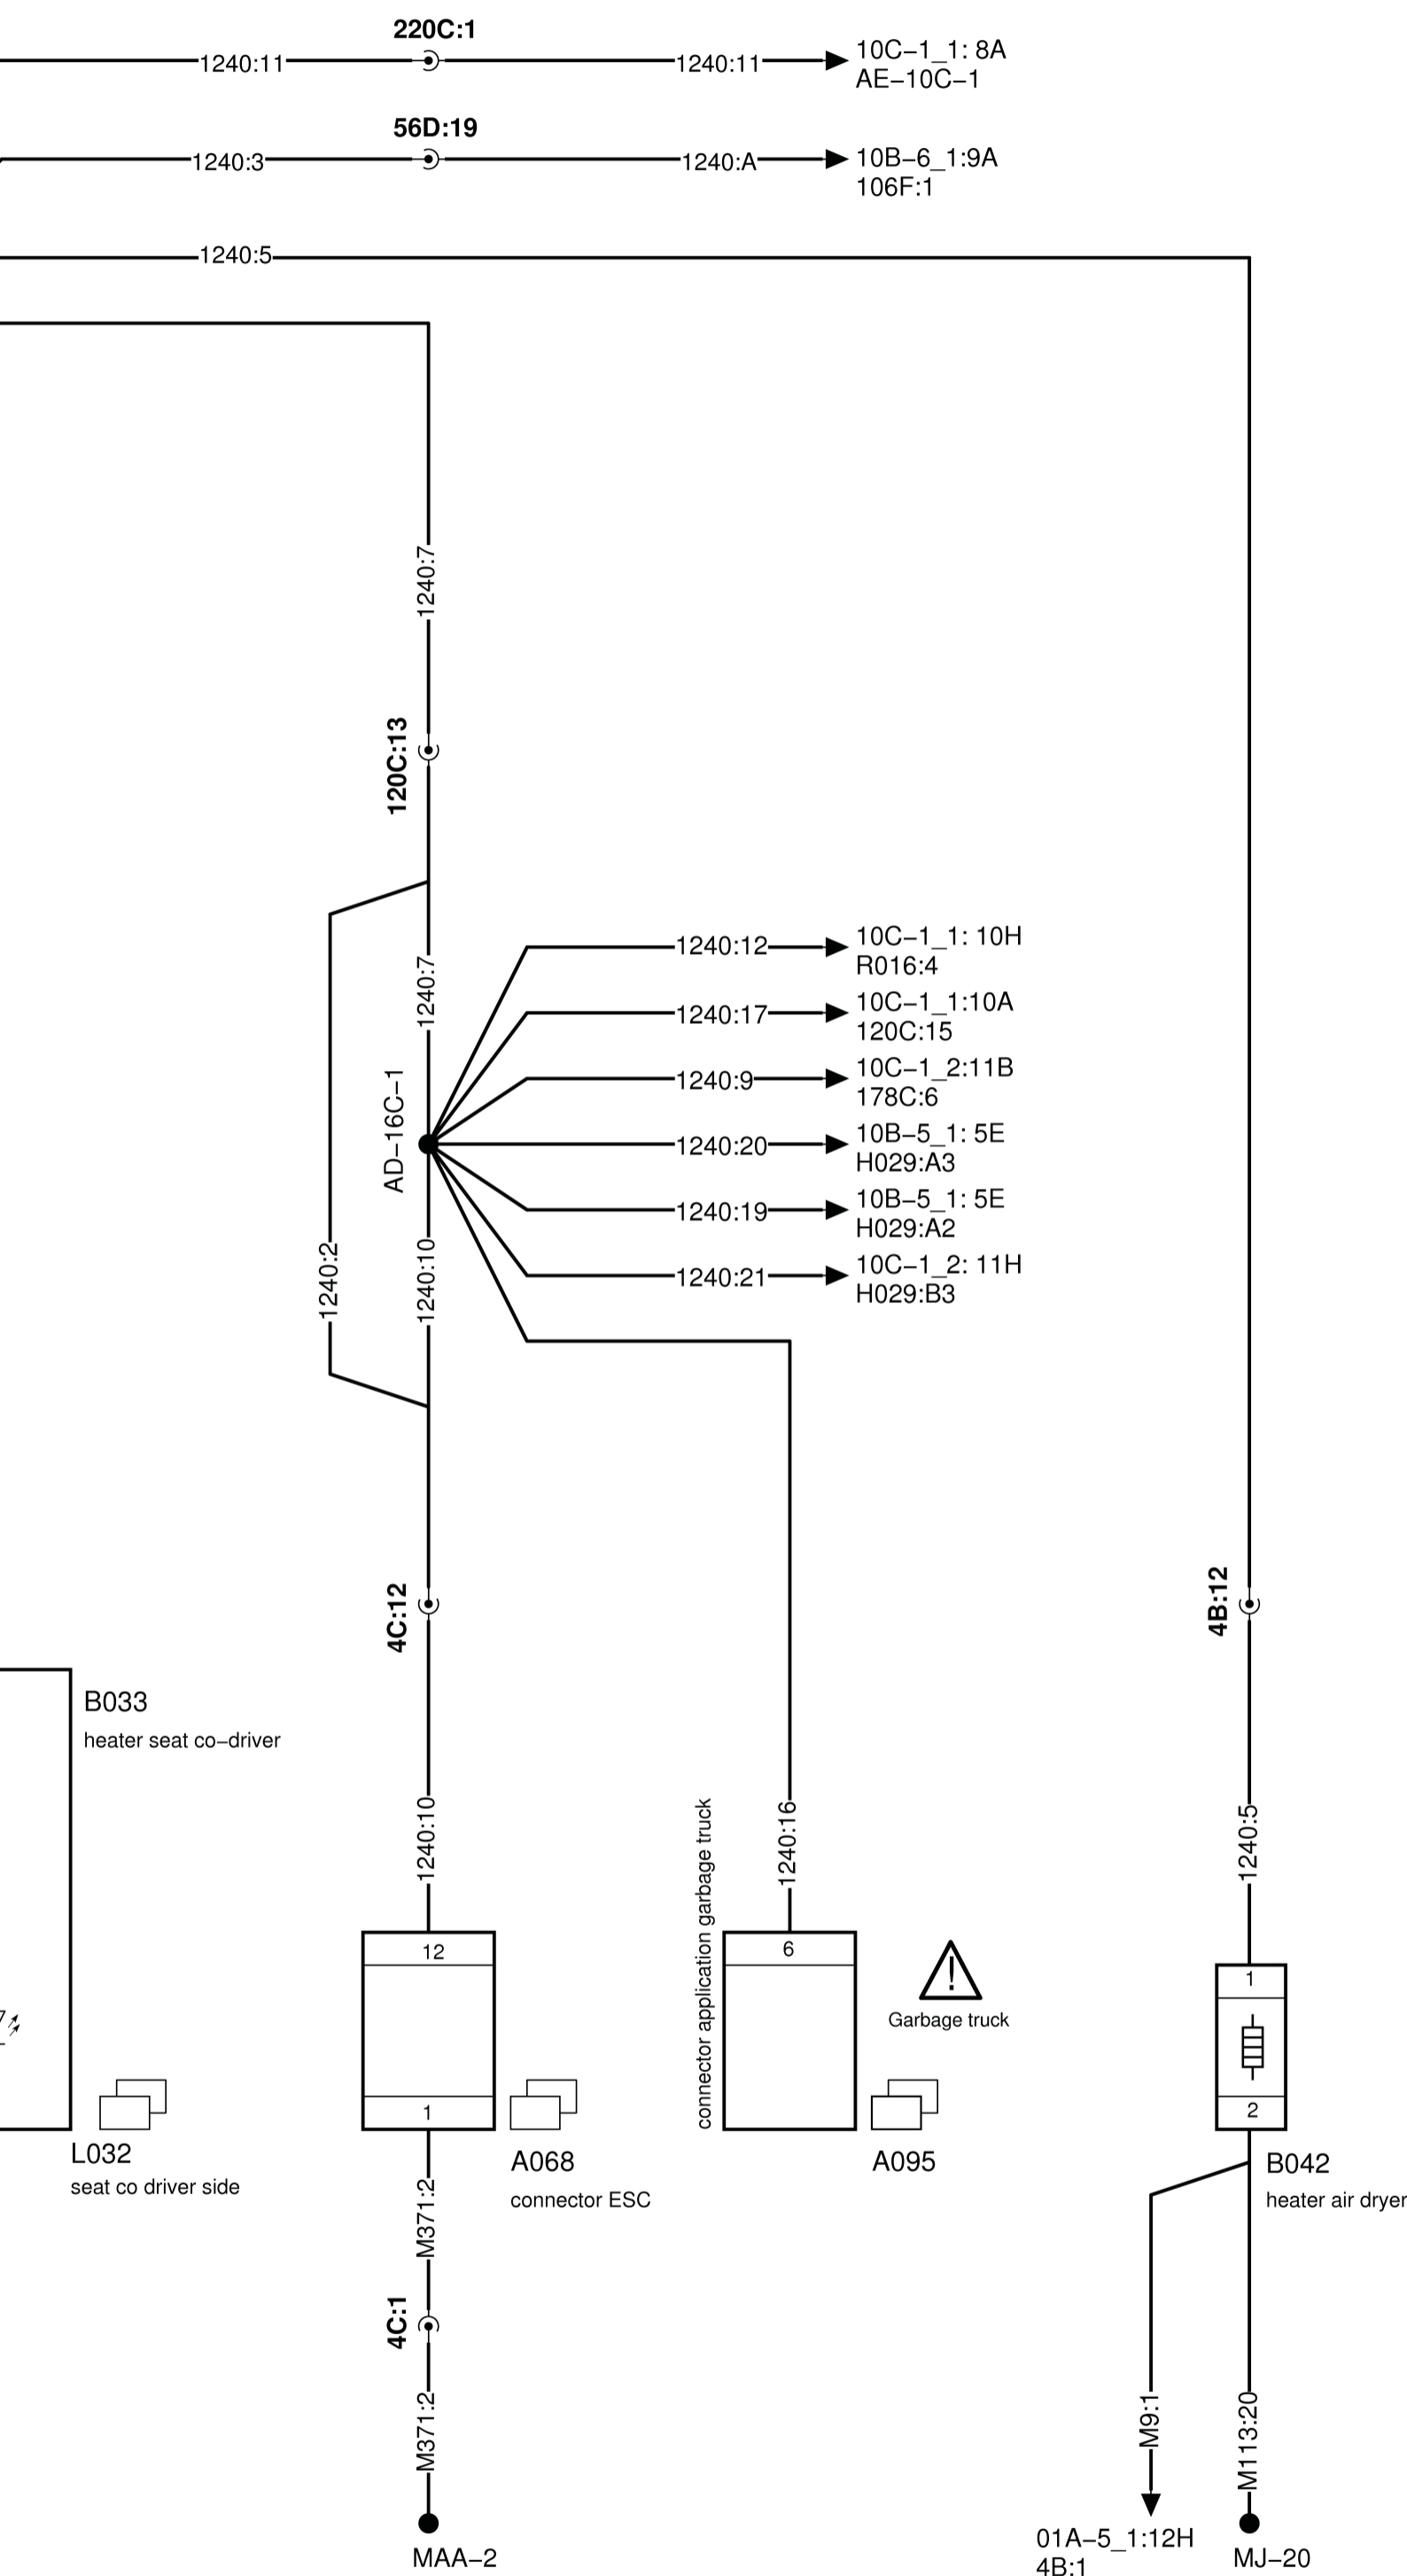 220C:1
1240:11
1240:11
10C–1_1: 8A
AE–10C–1
56D:19
1240:3
1240:A
10B–6_1:9A
106F:1
1240:5
1240:7
120C:13
1240:7
AD–16C–1
1240:2
1240:10
1240:12
10C–1_1: 10H
R016:4
1240:17
10C–1_1:10A
120C:15
1240:9
10C–1_2:11B
178C:6
1240:20
10B–5_1: 5E
H029:A3
1240:19
10B–5_1: 5E
H029:A2
1240:21
10C–1_2: 11H
H029:B3
4C:12
4B:12
B033
heater seat co–driver
1240:10
connector application garbage truck
1240:16
1240:5
12
6
1
Garbage truck
1
2
L032
seat co driver side
A068
connector ESC
A095
B042
heater air dryer
M371:2
4C:1
M371:2
M9:1
M113:20
MAA–2
01A–5_1:12H
4B:1
MJ–20